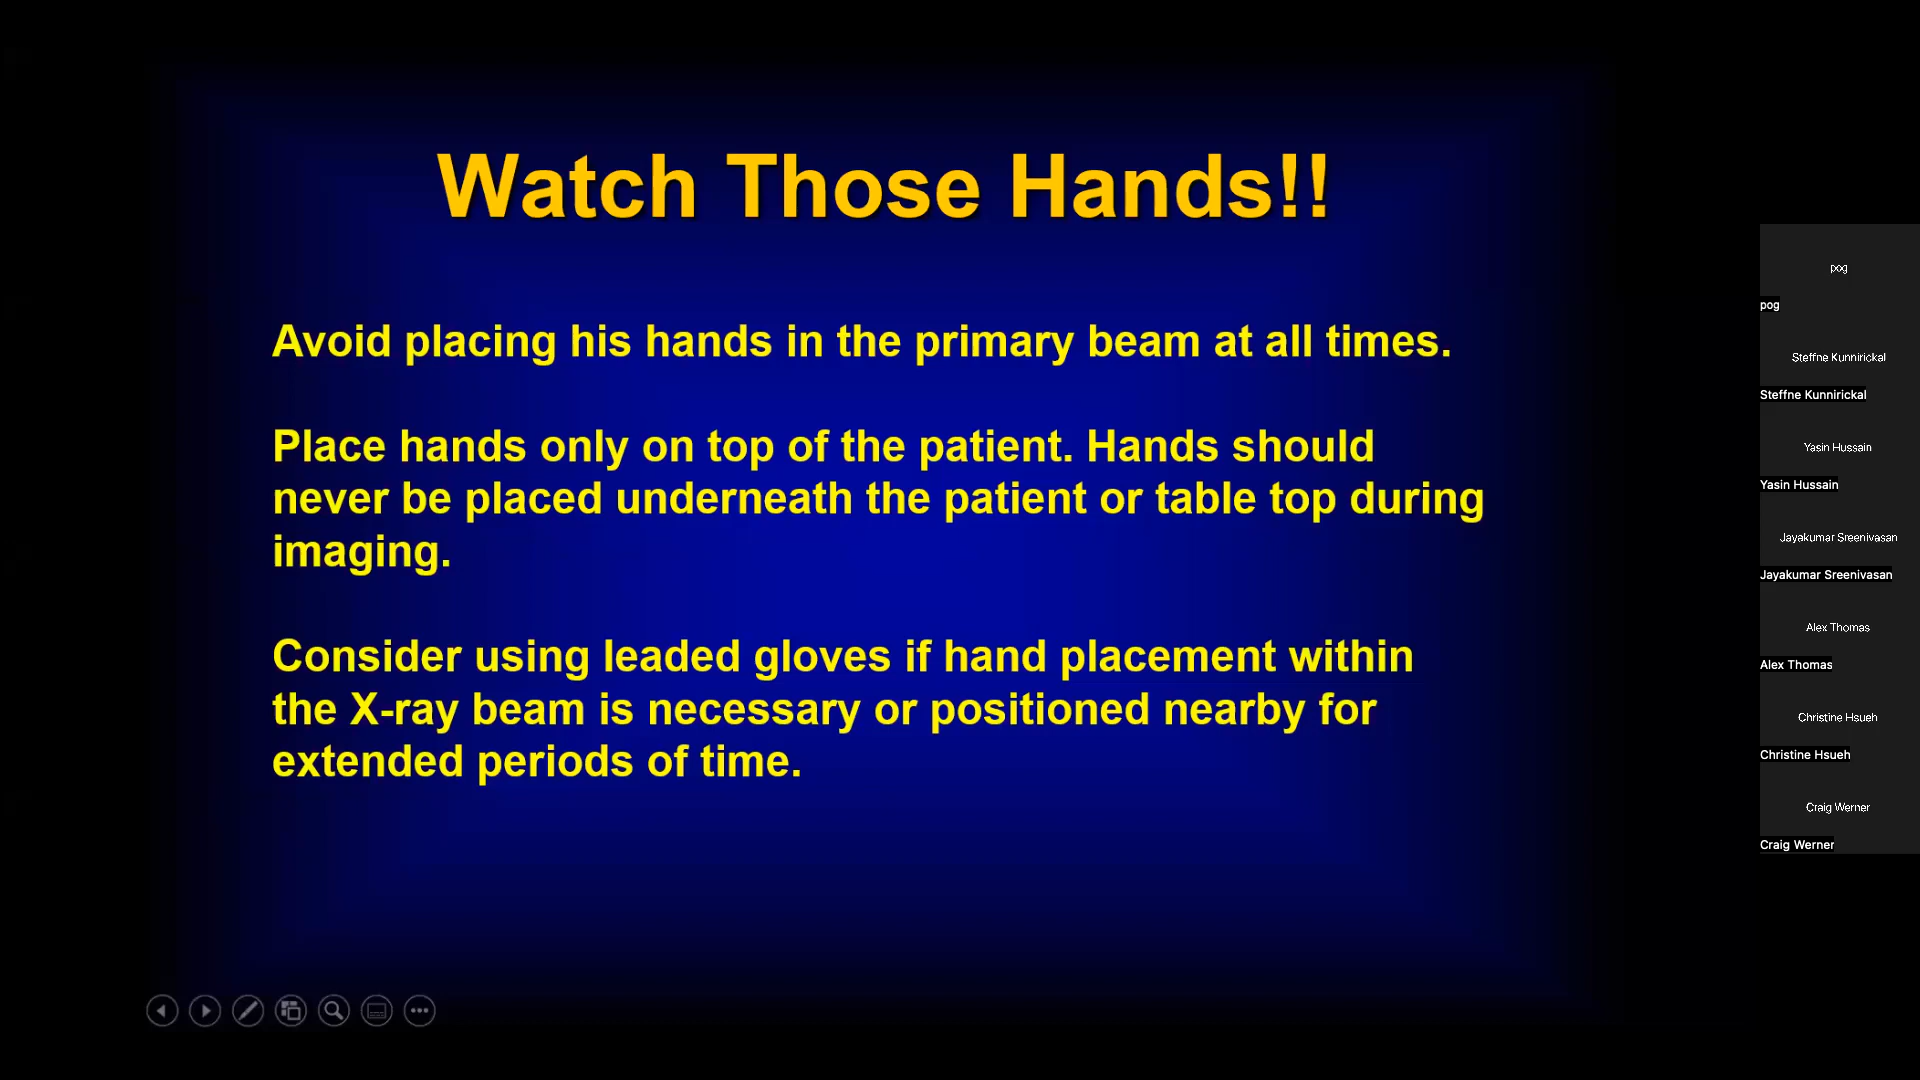 Watch Those Hands!!
Avoid placing his hands in the primary beam at all times.
Place hands only on top of the patient. Hands should
never be placed underneath the patient or table top during
imaging.
Consider using leaded gloves if hand placement within
the X-ray beam is necessary or positioned nearby for
extended periods of time.
pog
pog
Steffne Kunnirickal
Steffne Kunnirickal
Yasin Hussain
Yasin Hussain
Jayakumar Sreenivasan
Jayakumar Sreenivasan
Alex Thomas
Alex Thomas
Christine Hsueh
Christine Hsueh
Craig Werner
Craig Werner